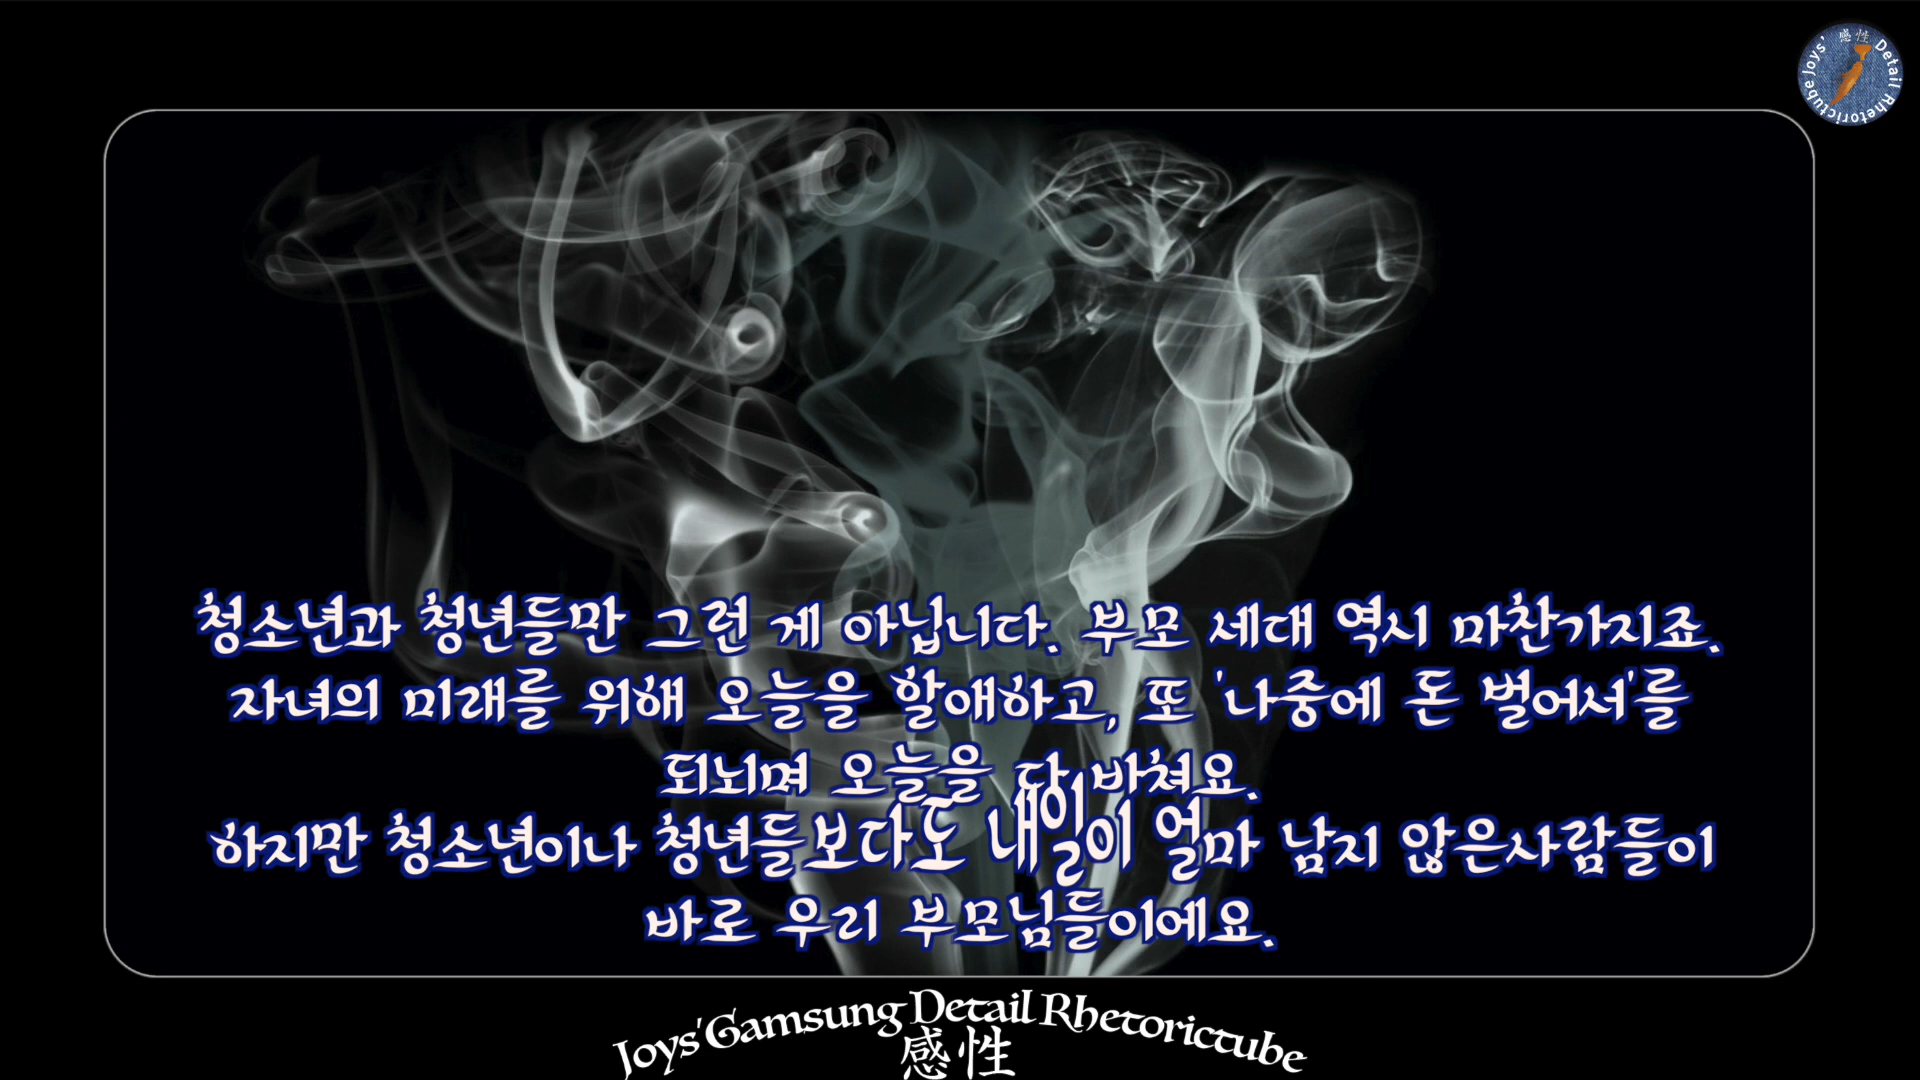 Joys' 感性 Detail Rhetorictube
청소년과 청년들만 그런 게 아닙니다. 부모 세대 역시 마찬가지죠.
자녀의 미래를 위해 오늘을 할애하고, 또 '나중에 돈 벌어서'를
되뇌며 오늘을 다 바쳐요.
하지만 청소년이나 청년들보다도 내일이 얼마 남지 않은사람들이
바로 우리 부모님들이에요.
Joys'Gamsung Detail Rhetorictube
感性